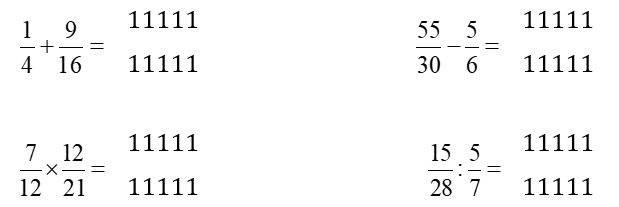 1/4 + 9/16 = 11111 11111
55/30 − 5/6 = 11111 11111
7/12 × 12/21 = 11111 11111
15/28 : 5/7 = 11111 11111